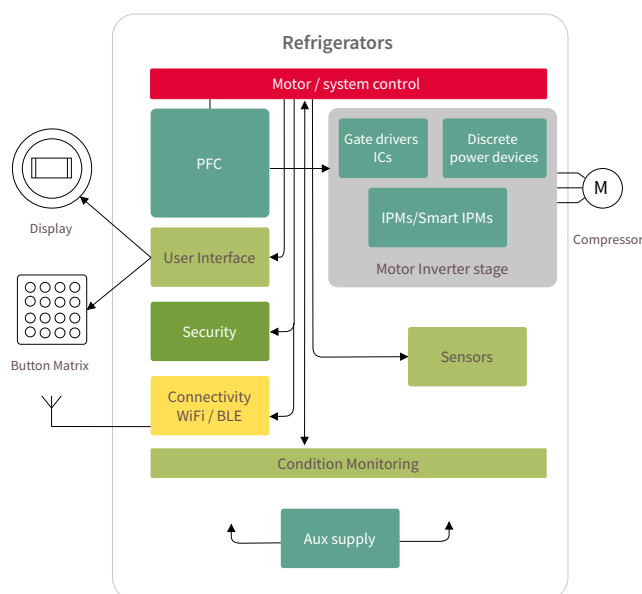 Refrigerators
Motor / system control
PFC
Gate drivers
ICs
Discrete
power devices
IPMs/Smart IPMs
Motor Inverter stage
M
Compressor
Display
User Interface
Button Matrix
Security
Sensors
Connectivity
WiFi / BLE
Condition Monitoring
Aux supply